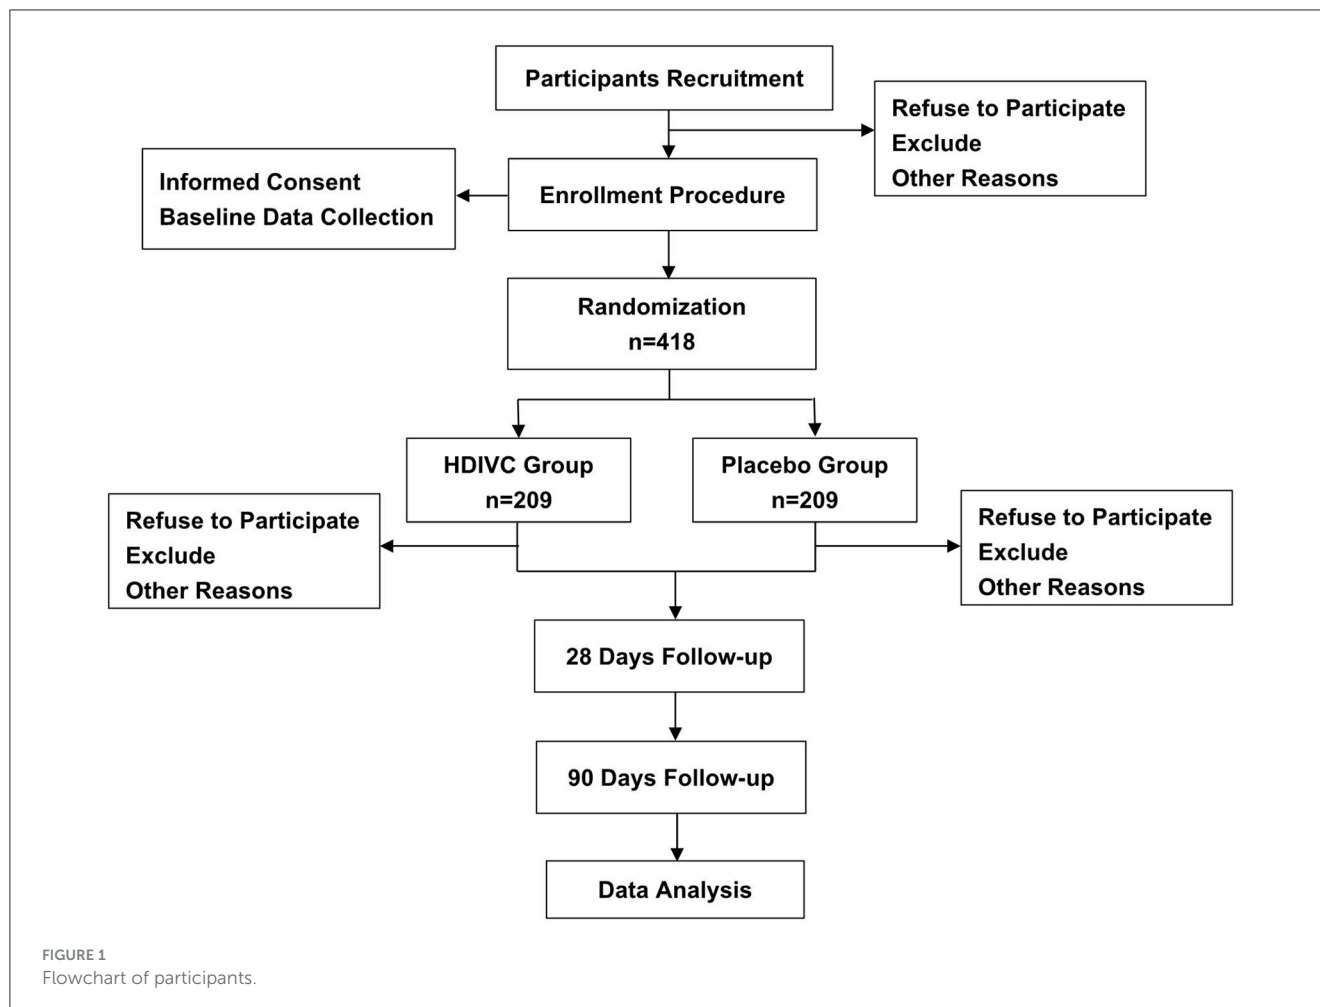 Participants Recruitment
Refuse to Participate
Exclude
Other Reasons
Informed Consent
Baseline Data Collection
Enrollment Procedure
Randomization
n=418
HDIVC Group
n=209
Placebo Group
n=209
Refuse to Participate
Exclude
Other Reasons
Refuse to Participate
Exclude
Other Reasons
28 Days Follow-up
90 Days Follow-up
Data Analysis
FIGURE 1
Flowchart of participants.